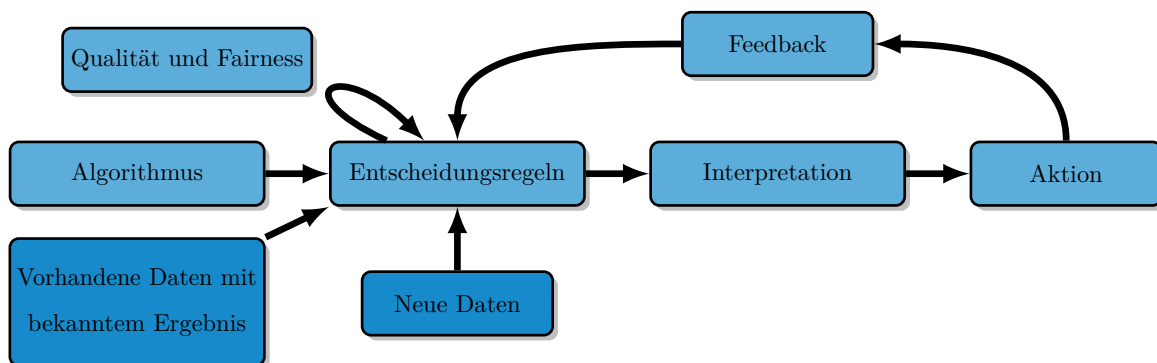 Qualität und Fairness
Feedback
Algorithmus
Entscheidungsregeln
Interpretation
Aktion
Vorhandene Daten mit
bekanntem Ergebnis
Neue Daten